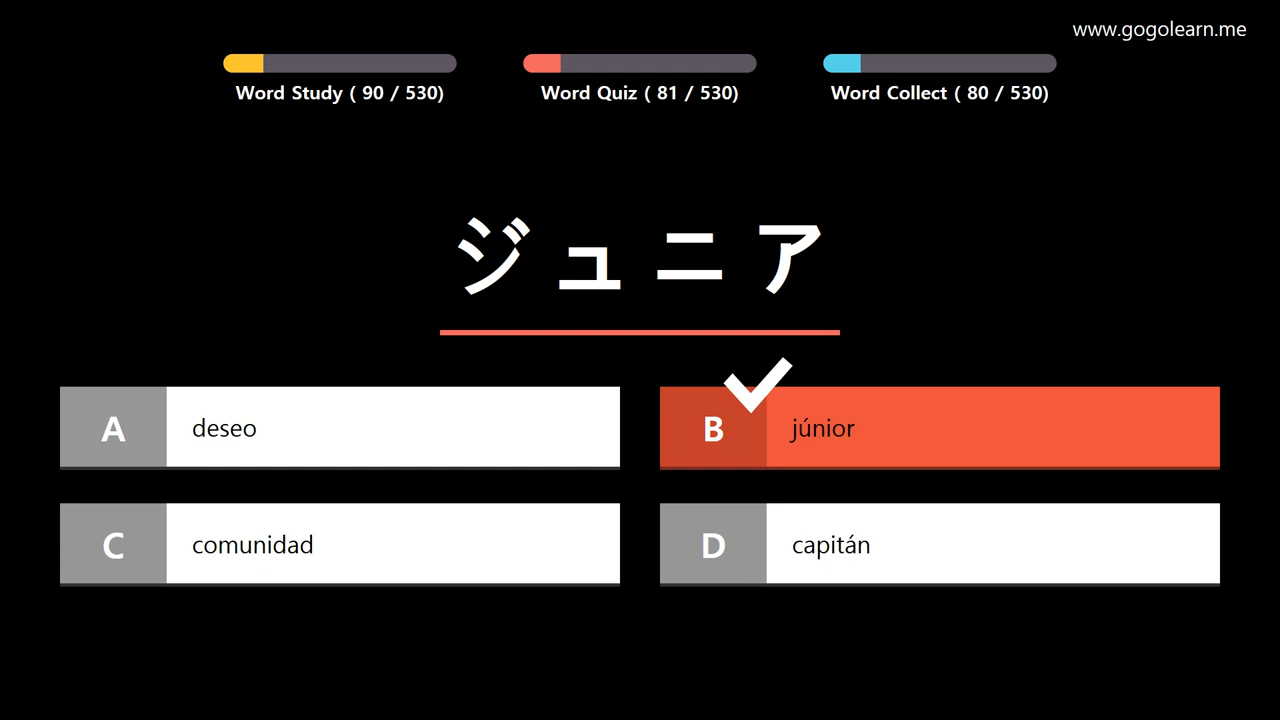 www.gogolearn.me
Word Study ( 90 / 530)
Word Quiz ( 81 / 530)
Word Collect ( 80 / 530)
ジュニア
A deseo
B júnior
C comunidad
D capitán